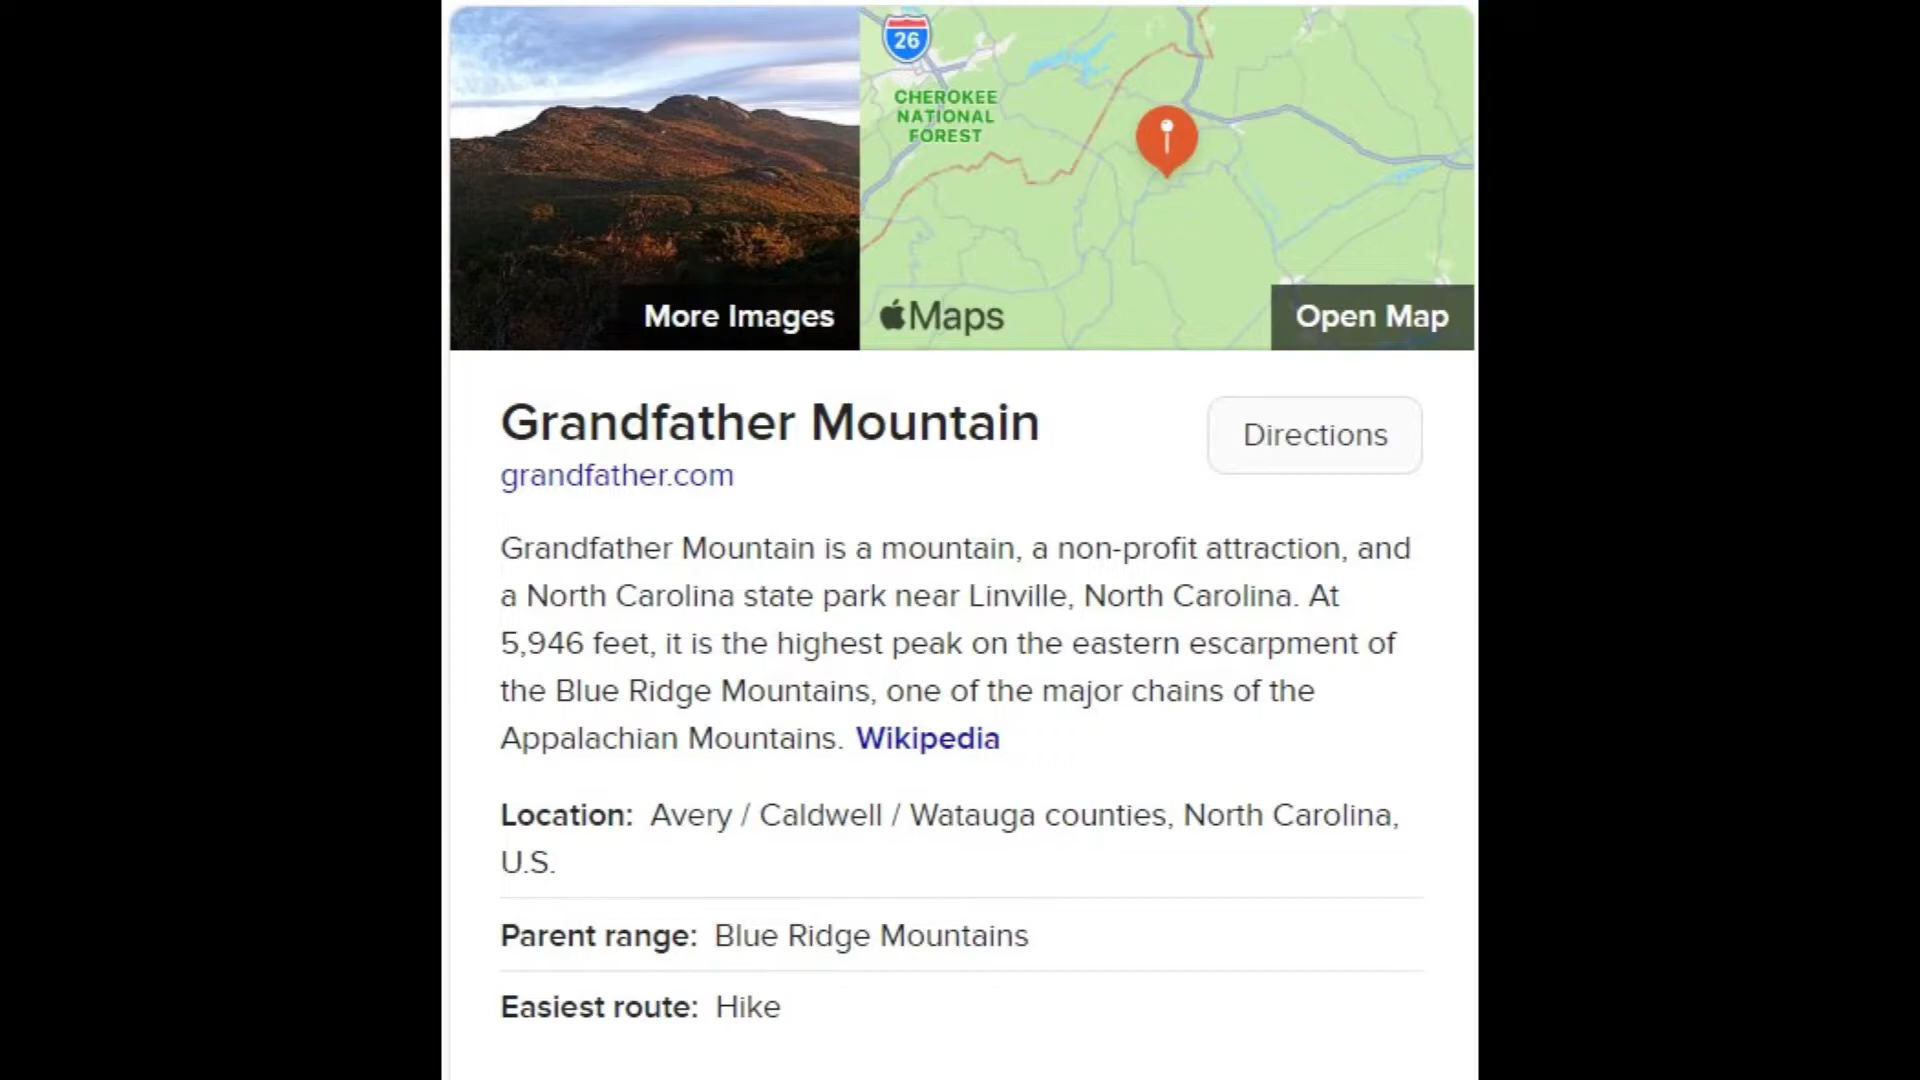 26
CHEROKEE
NATIONAL
FOREST
More Images
Maps
Open Map
Grandfather Mountain
Directions
grandfather.com
Grandfather Mountain is a mountain, a non-profit attraction, and
a North Carolina state park near Linville, North Carolina. At
5,946 feet, it is the highest peak on the eastern escarpment of
the Blue Ridge Mountains, one of the major chains of the
Appalachian Mountains. Wikipedia
Location: Avery / Caldwell / Watauga counties, North Carolina,
U.S.
Parent range: Blue Ridge Mountains
Easiest route: Hike